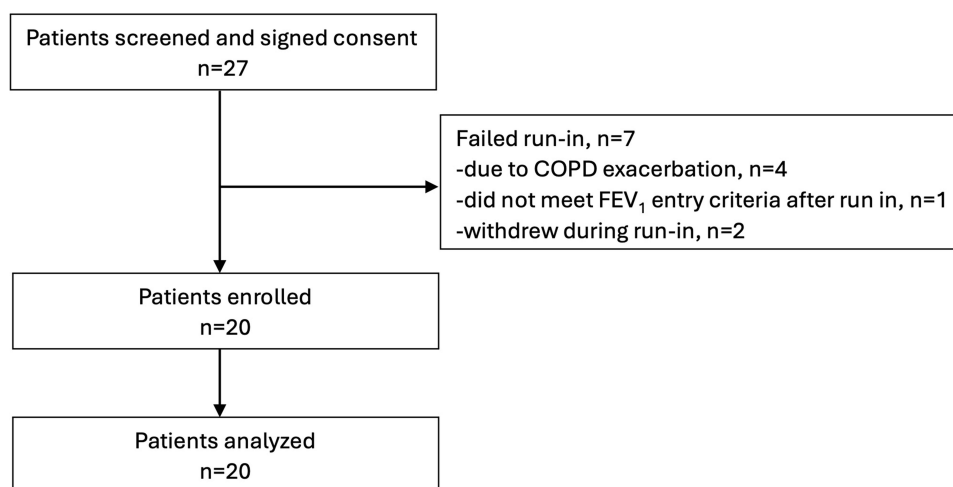 Patients screened and signed consent
n=27
Failed run-in, n=7
-due to COPD exacerbation, n=4
-did not meet FEV₁ entry criteria after run in, n=1
-withdrew during run-in, n=2
Patients enrolled
n=20
Patients analyzed
n=20